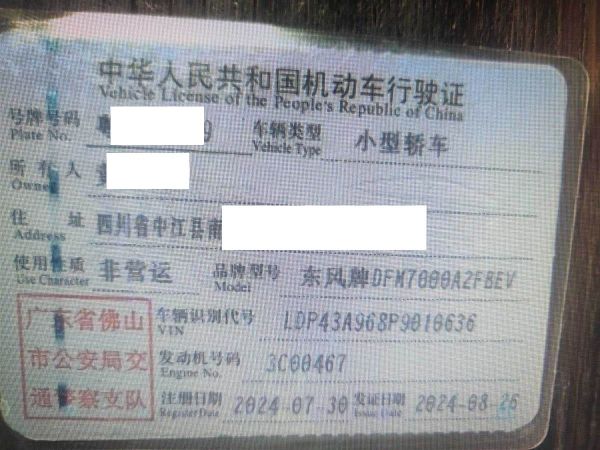 中华人民共和国机动车行驶证
Vehicle License of the People's Republic of China
号牌号码 粤 9 车辆类型 小型轿车
Plate No. Vehicle Type
所有人
Owner
住址 四川省中江县南
Address
使用性质 非营运 品牌型号 东风牌DFM7000A2FBEV
Use Character Model
广东省佛山
市公安局交
通警察支队
车辆识别代号 LDP43A968P9010636
VIN
发动机号码 3C00467
Engine No.
注册日期 2024-07-30 发证日期 2024-08-26
Register Date Issue Date